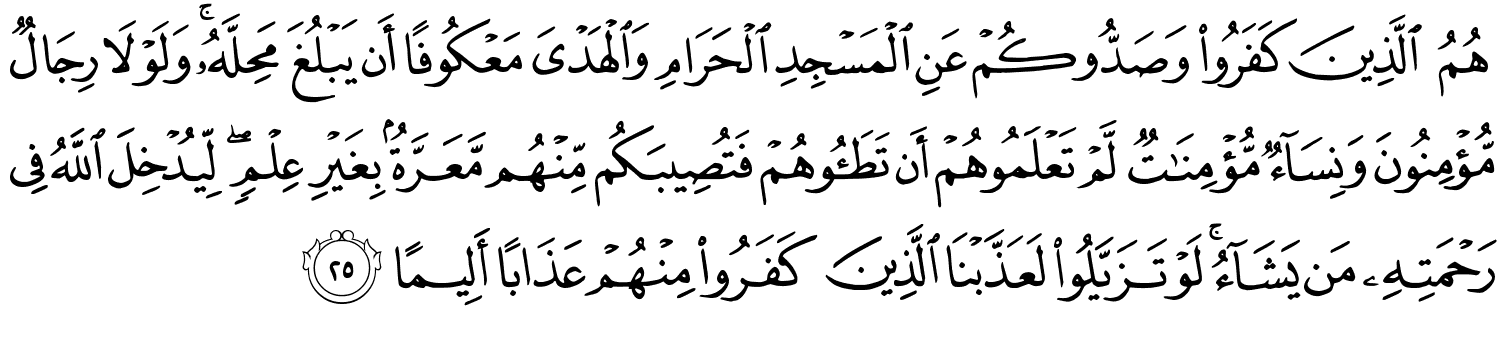 هُمُ ٱلَّذِينَ كَفَرُوا۟ وَصَدُّوكُمْ عَنِ ٱلْمَسْجِدِ ٱلْحَرَامِ وَٱلْهَدْىَ مَعْكُوفًا أَن يَبْلُغَ مَحِلَّهُۥ ۚ وَلَوْلَا رِجَالٌ
مُّؤْمِنُونَ وَنِسَآءٌ مُّؤْمِنَـٰتٌ لَّمْ تَعْلَمُوهُمْ أَن تَطَـُٔوهُمْ فَتُصِيبَكُم مِّنْهُم مَّعَرَّةٌۢ بِغَيْرِ عِلْمٍ ۖ لِّيُدْخِلَ ٱللَّهُ فِى
رَحْمَتِهِۦ مَن يَشَآءُ ۚ لَوْ تَزَيَّلُوا۟ لَعَذَّبْنَا ٱلَّذِينَ كَفَرُوا۟ مِنْهُمْ عَذَابًا أَلِيمًا ٢٥